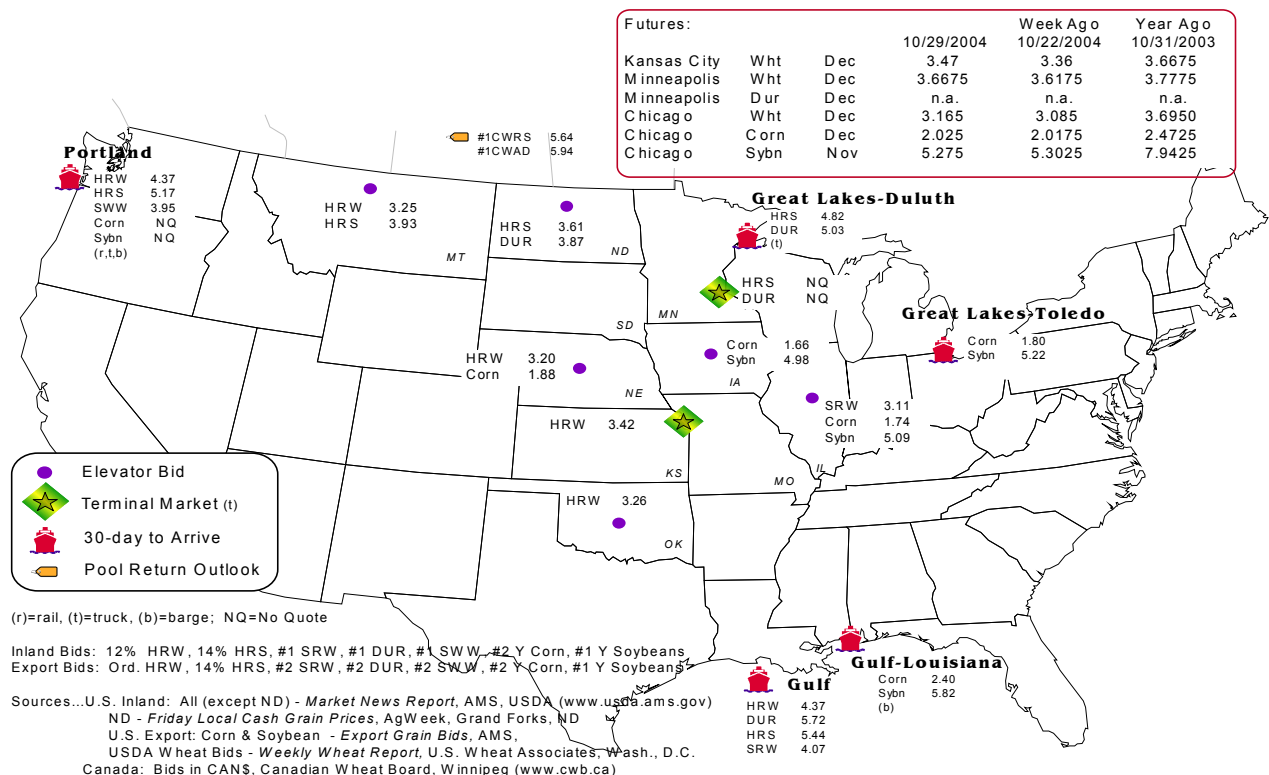 Futures: Week Ago Year Ago
10/29/2004 10/22/2004 10/31/2003
Kansas City Wht Dec 3.47 3.36 3.6675
Minneapolis Wht Dec 3.6675 3.6175 3.7775
Minneapolis Dur Dec n.a. n.a. n.a.
Chicago Wht Dec 3.165 3.085 3.6950
Chicago Corn Dec 2.025 2.0175 2.4725
Chicago Sybn Nov 5.275 5.3025 7.9425
#1CWRS 5.64
#1CWAD 5.94
Portland
HRW 4.37
HRS 5.17
SWW 3.95
Corn NQ
Sybn NQ
(r,t,b)
HRW 3.25
HRS 3.93
MT
HRS 3.61
DUR 3.87
ND
Great Lakes-Duluth
HRS 4.82
DUR 5.03
(t)
HRS NQ
DUR NQ
MN
SD
Great Lakes-Toledo
Corn 1.80
Sybn 5.22
HRW 3.20
Corn 1.88
NE
Corn 1.66
Sybn 4.98
IA
SRW 3.11
Corn 1.74
Sybn 5.09
IL
HRW 3.42
KS
MO
HRW 3.26
OK
Elevator Bid
Terminal Market (t)
30-day to Arrive
Pool Return Outlook
Gulf-Louisiana
Corn 2.40
Sybn 5.82
(b)
Gulf
HRW 4.37
DUR 5.72
HRS 5.44
SRW 4.07
(r)=rail, (t)=truck, (b)=barge; NQ=No Quote
Inland Bids: 12% HRW, 14% HRS, #1 SRW, #1 DUR, #1 SWW, #2 Y Corn, #1 Y Soybeans
Export Bids: Ord. HRW, 14% HRS, #2 SRW, #2 DUR, #2 SWW, #2 Y Corn, #1 Y Soybeans
Sources...U.S. Inland: All (except ND) - Market News Report, AMS, USDA (www.usda.ams.gov)
ND - Friday Local Cash Grain Prices, AgWeek, Grand Forks, ND
U.S. Export: Corn & Soybean - Export Grain Bids, AMS,
USDA Wheat Bids - Weekly Wheat Report, U.S. Wheat Associates, Wash., D.C.
Canada: Bids in CAN$, Canadian Wheat Board, Winnipeg (www.cwb.ca)